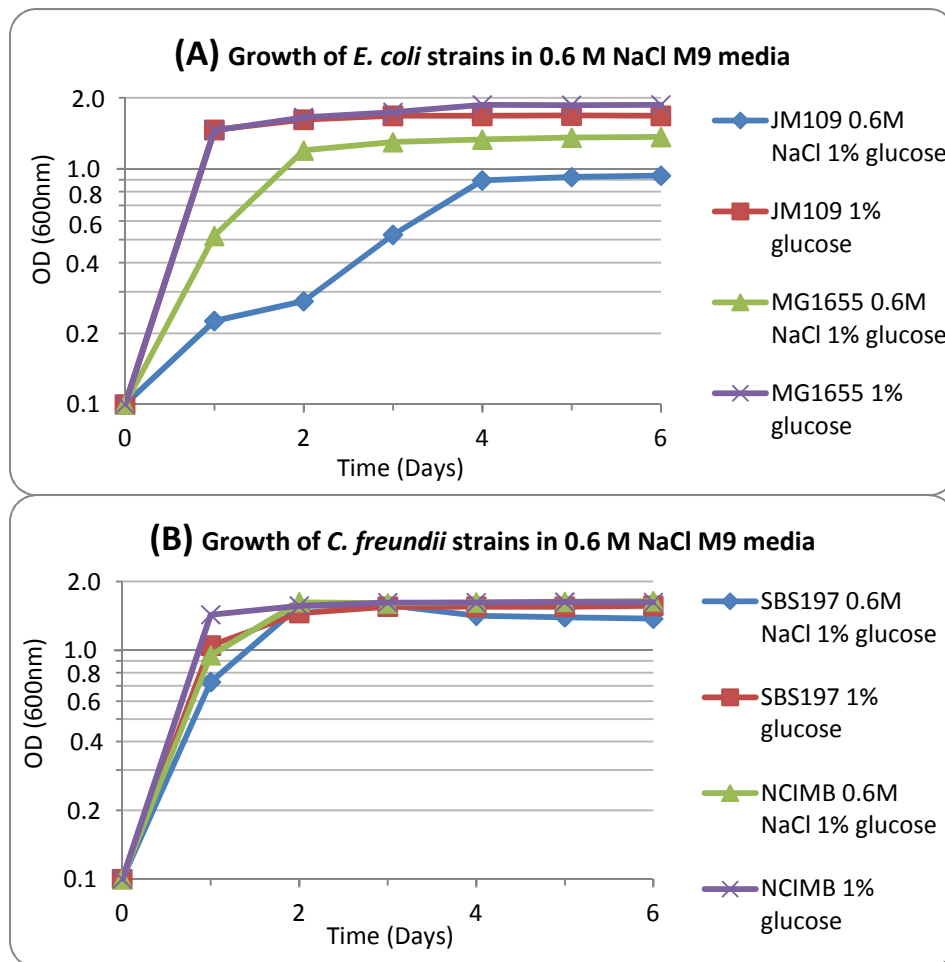 (A) Growth of E. coli strains in 0.6 M NaCl M9 media
2.0
1.0
0.8
0.6
0.4
0.2
0.1
OD (600nm)
0 2 4 6
Time (Days)
JM109 0.6M
NaCl 1% glucose
JM109 1%
glucose
MG1655 0.6M
NaCl 1% glucose
MG1655 1%
glucose
(B) Growth of C. freundii strains in 0.6 M NaCl M9 media
2.0
1.0
0.8
0.6
0.4
0.2
0.1
OD (600nm)
0 2 4 6
Time (Days)
SBS197 0.6M
NaCl 1% glucose
SBS197 1%
glucose
NCIMB 0.6M
NaCl 1% glucose
NCIMB 1%
glucose